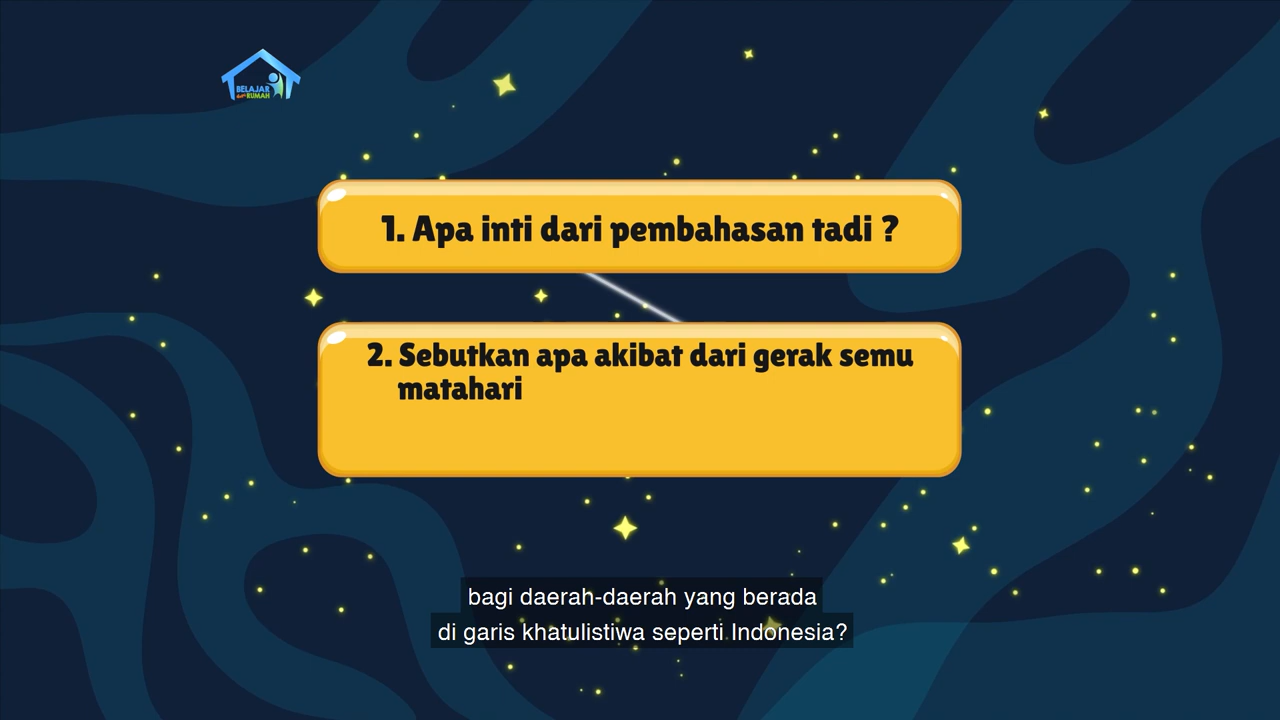 BELAJAR
dari RUMAH
1. Apa inti dari pembahasan tadi ?
2. Sebutkan apa akibat dari gerak semu
matahari
bagi daerah-daerah yang berada
di garis khatulistiwa seperti Indonesia?